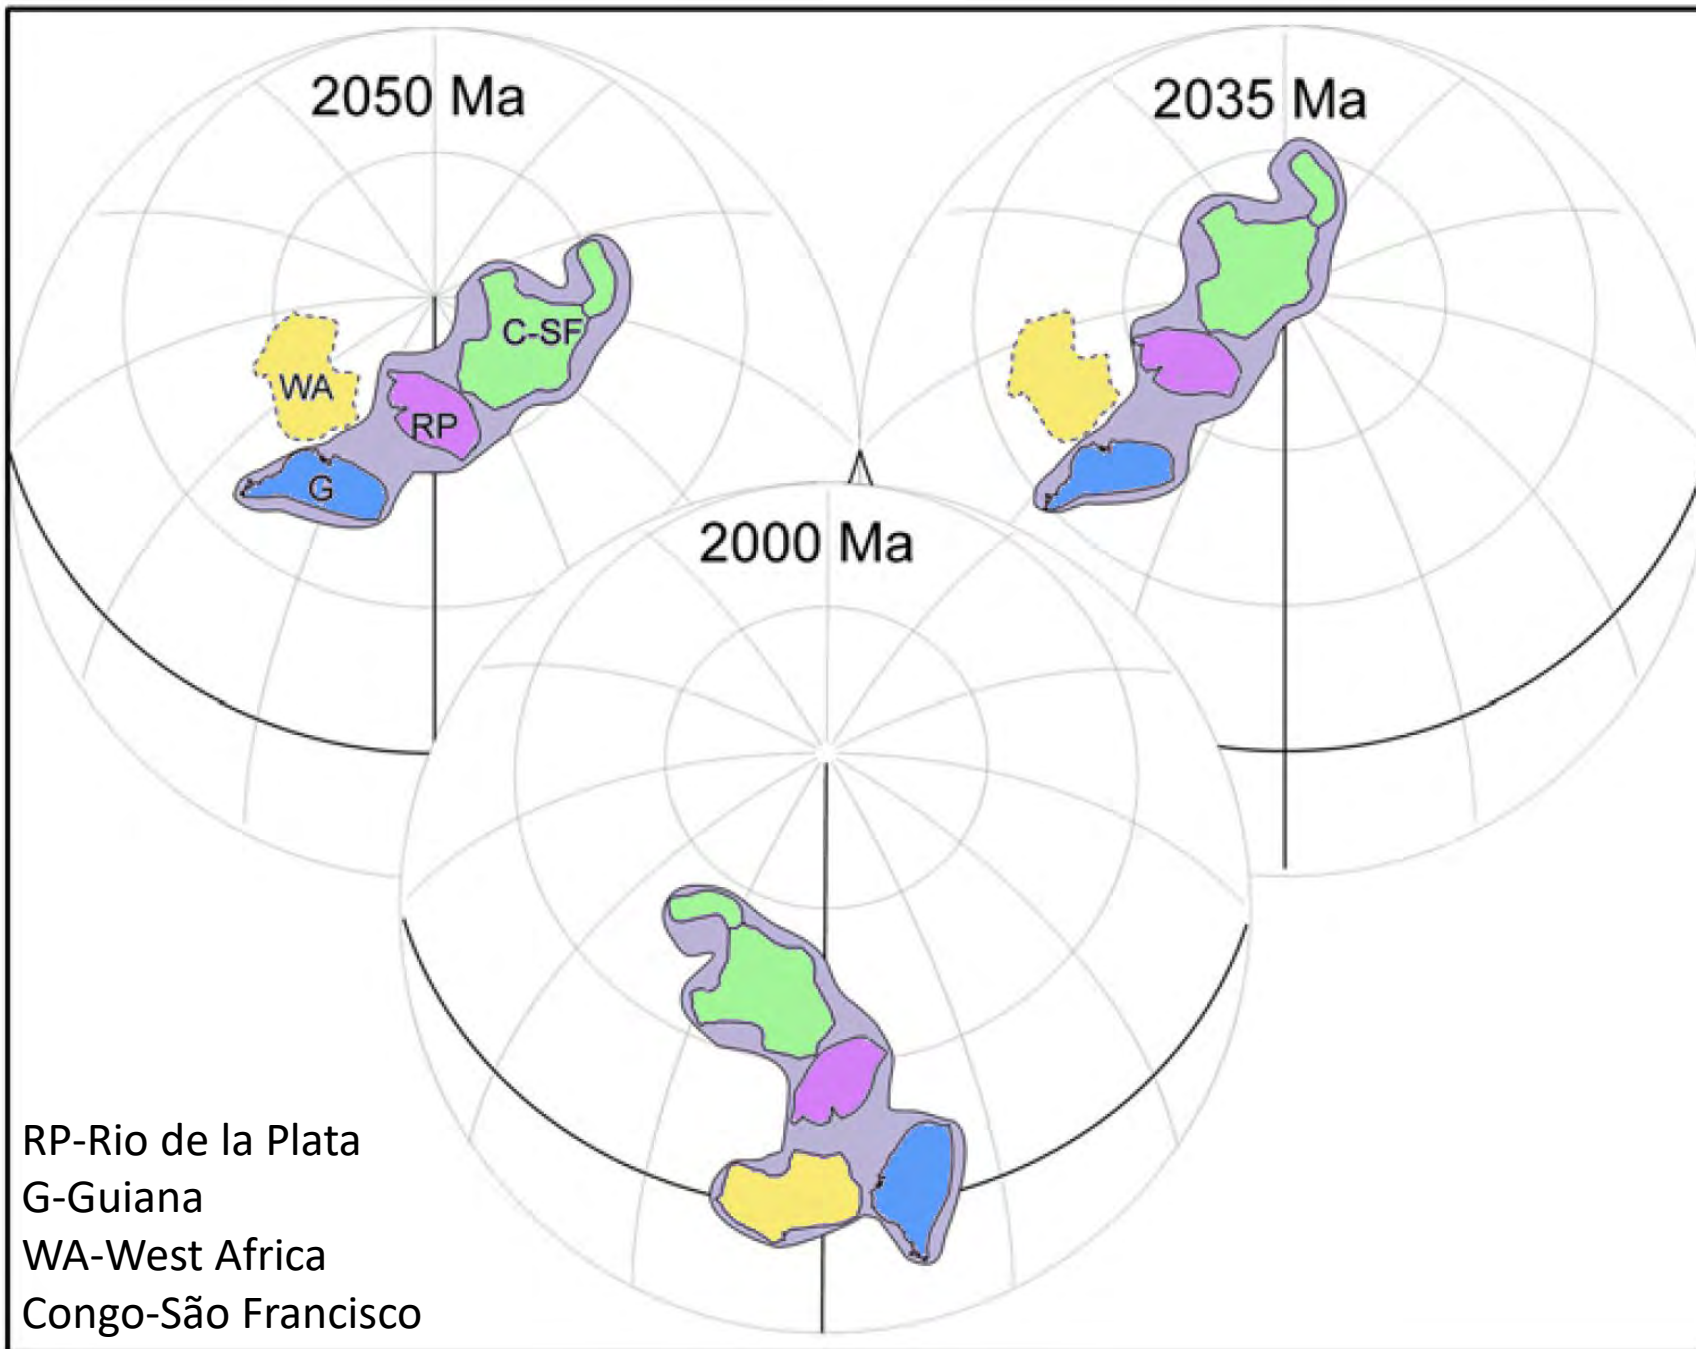 2050 Ma
2035 Ma
C-SF
WA
RP
G
2000 Ma
RP-Rio de la Plata
G-Guiana
WA-West Africa
Congo-São Francisco